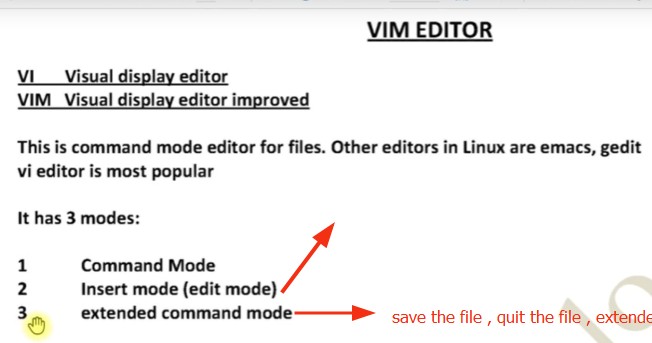 VIM EDITOR
VI Visual display editor
VIM Visual display editor improved
This is command mode editor for files. Other editors in Linux are emacs, gedit
vi editor is most popular
It has 3 modes:
1 Command Mode
2 Insert mode (edit mode)
3 extended command mode
save the file , quit the file , extende